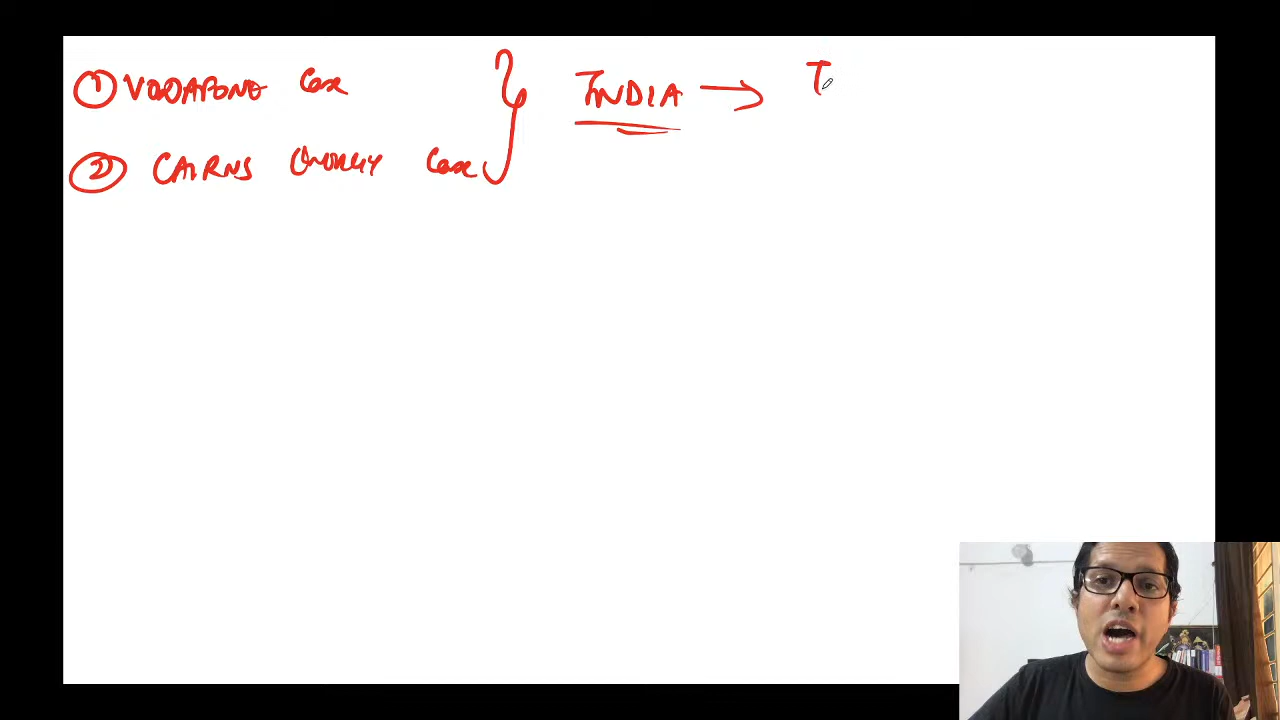 ① VODAFONE Case
② CAIRNS ENERGY Case
INDIA → T